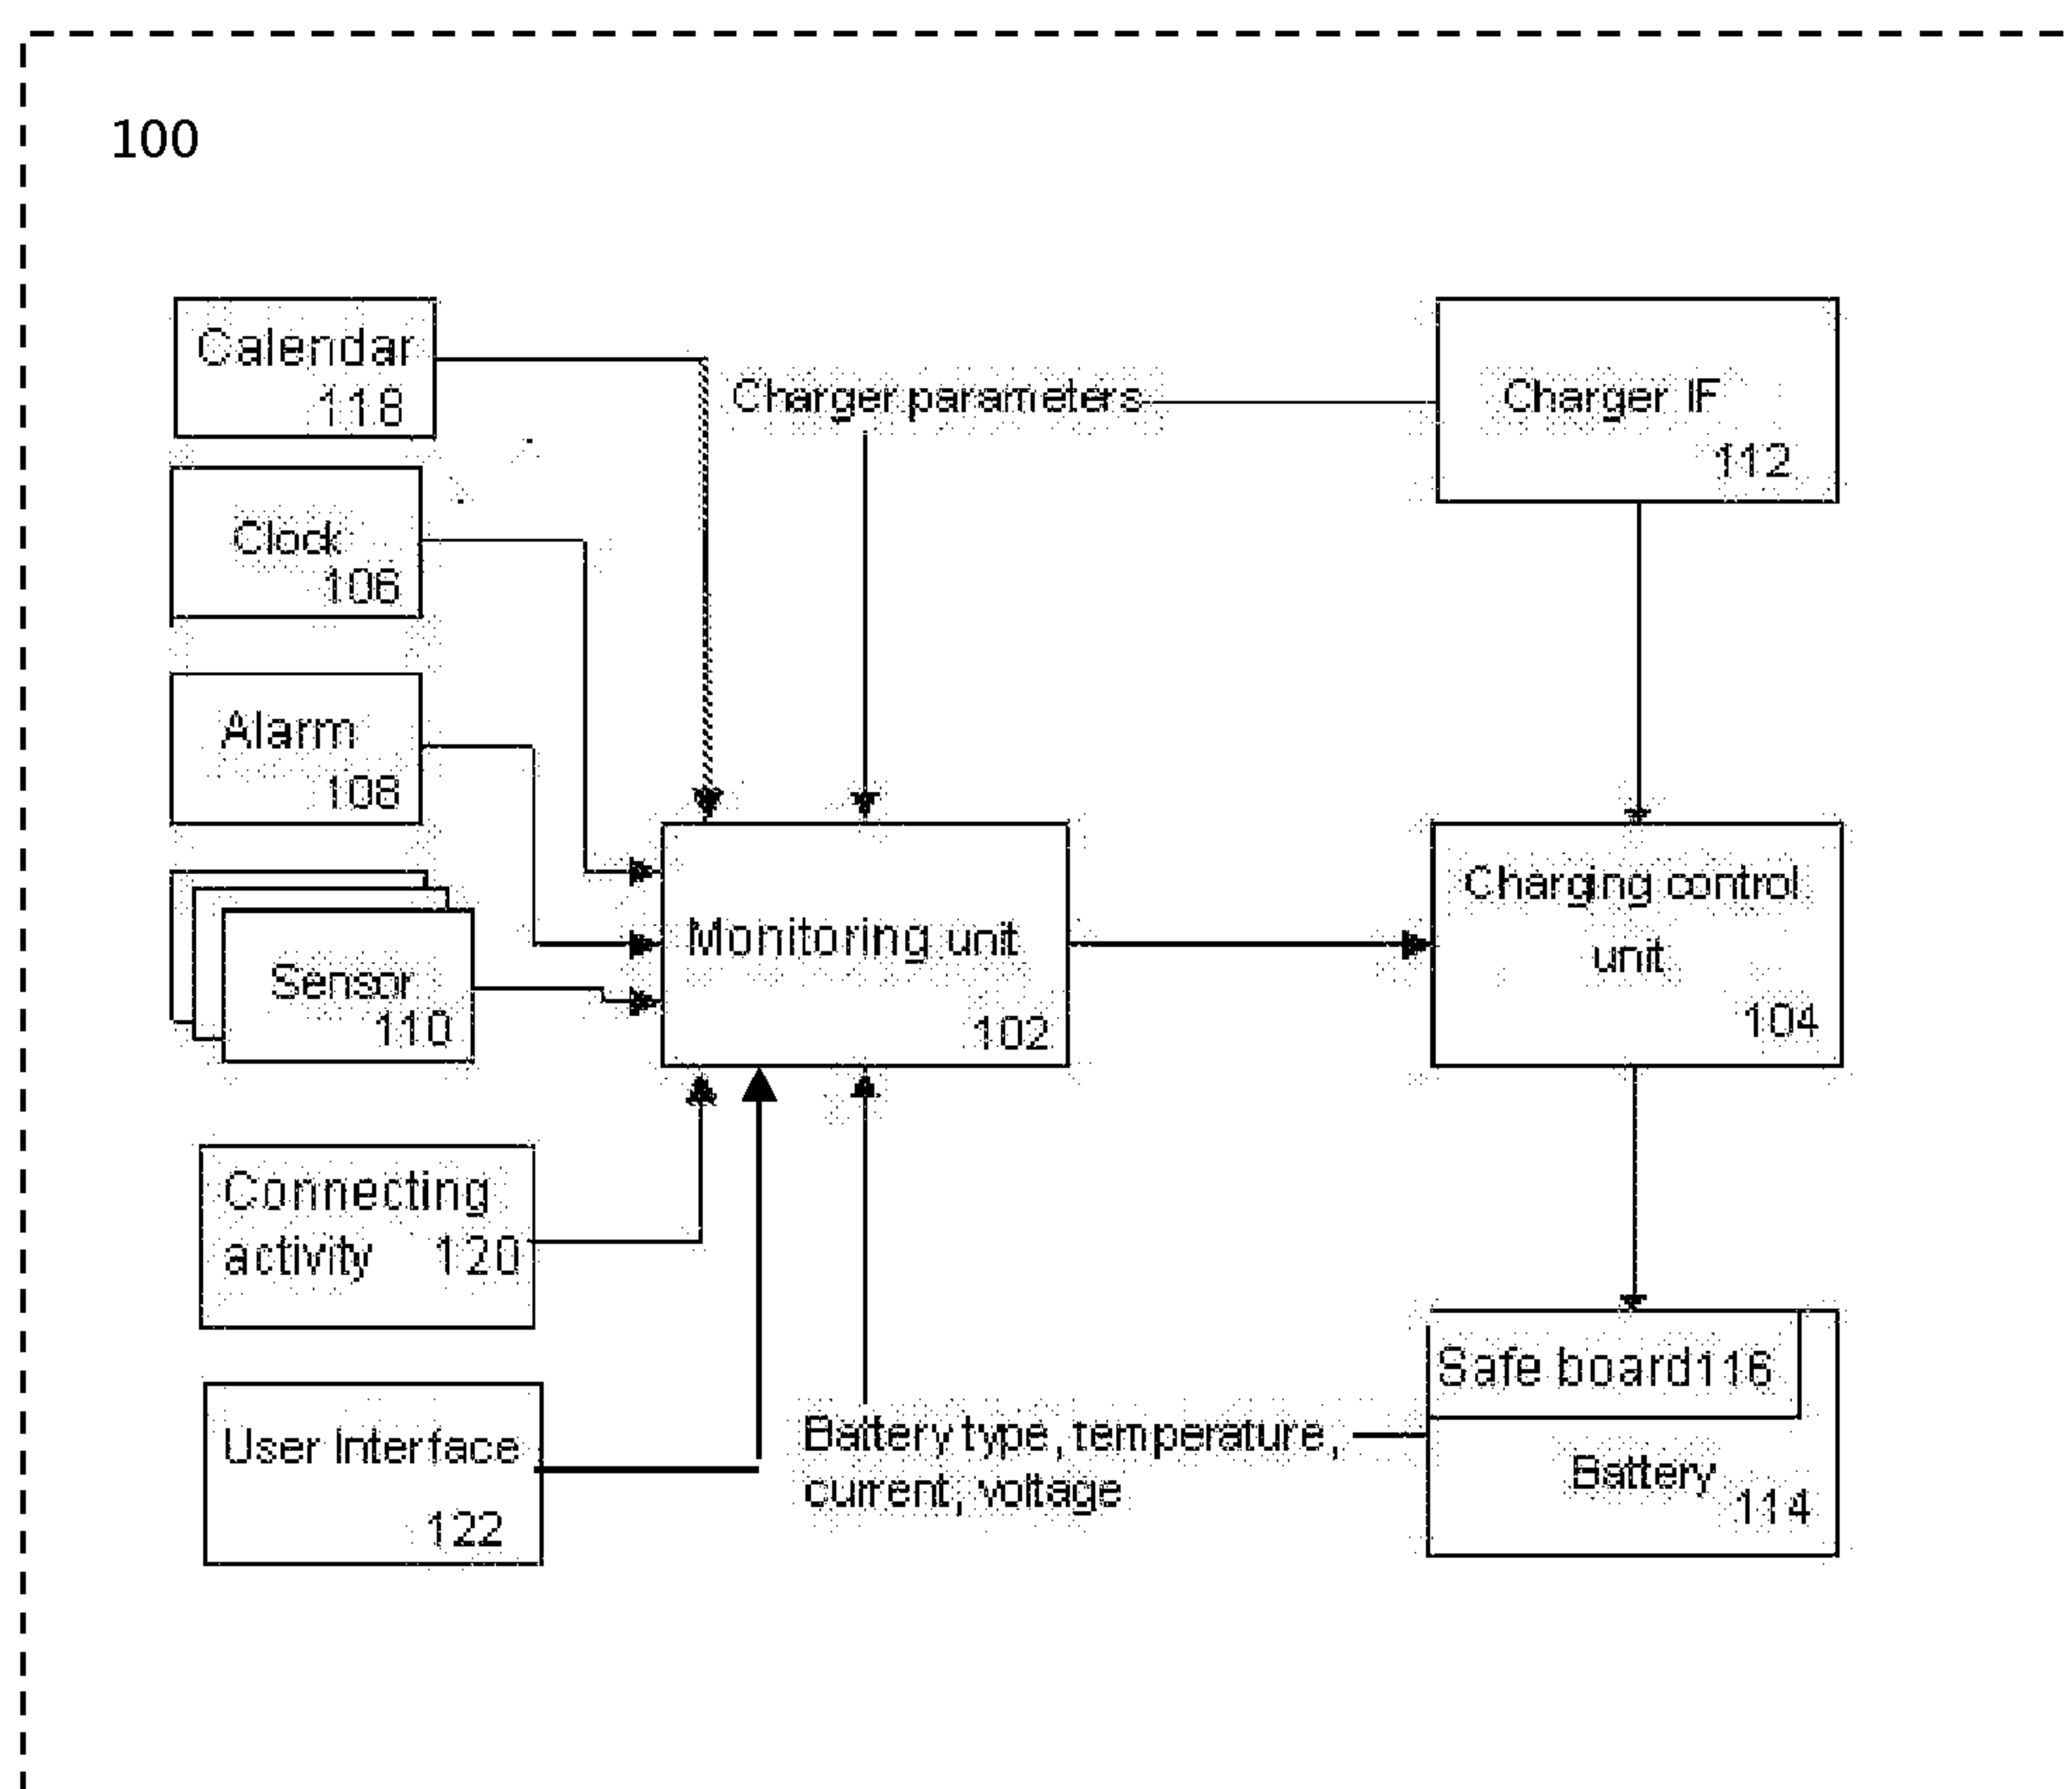 100
Calendar
118
Charger parameters
Charger IF
112
Clock
106
Alarm
108
Sensor
110
Monitoring unit
102
Charging control
unit
104
Connecting
activity 120
User Interface
122
Battery type, temperature,
current, voltage
Safe board116
Battery
114